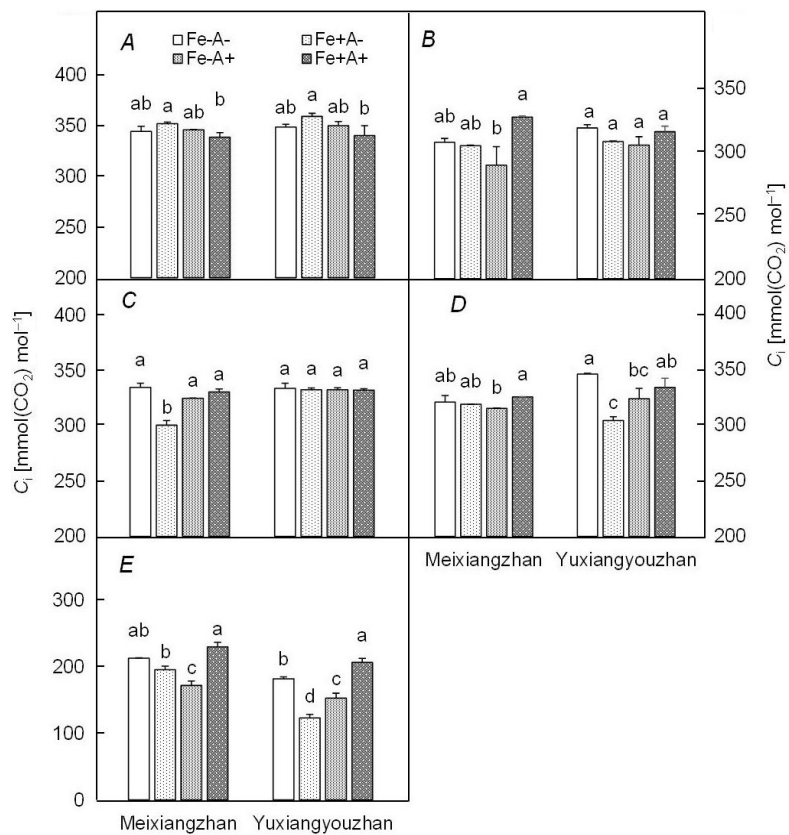 A
Fe-A-
Fe+A-
Fe-A+
Fe+A+
400
350
300
250
200
ab a ab b
ab a ab b
B
350
300
250
200
ab ab b a
a a a a
C
400
350
300
250
200
a b a a
a a a a
D
400
350
300
250
200
ab ab b a
a c bc ab
Meixiangzhan Yuxiangyouzhan
E
300
200
100
0
ab b c a
b d c a
Meixiangzhan Yuxiangyouzhan
Ci [mmol(CO2) mol–1]
Ci [mmol(CO2) mol–1]